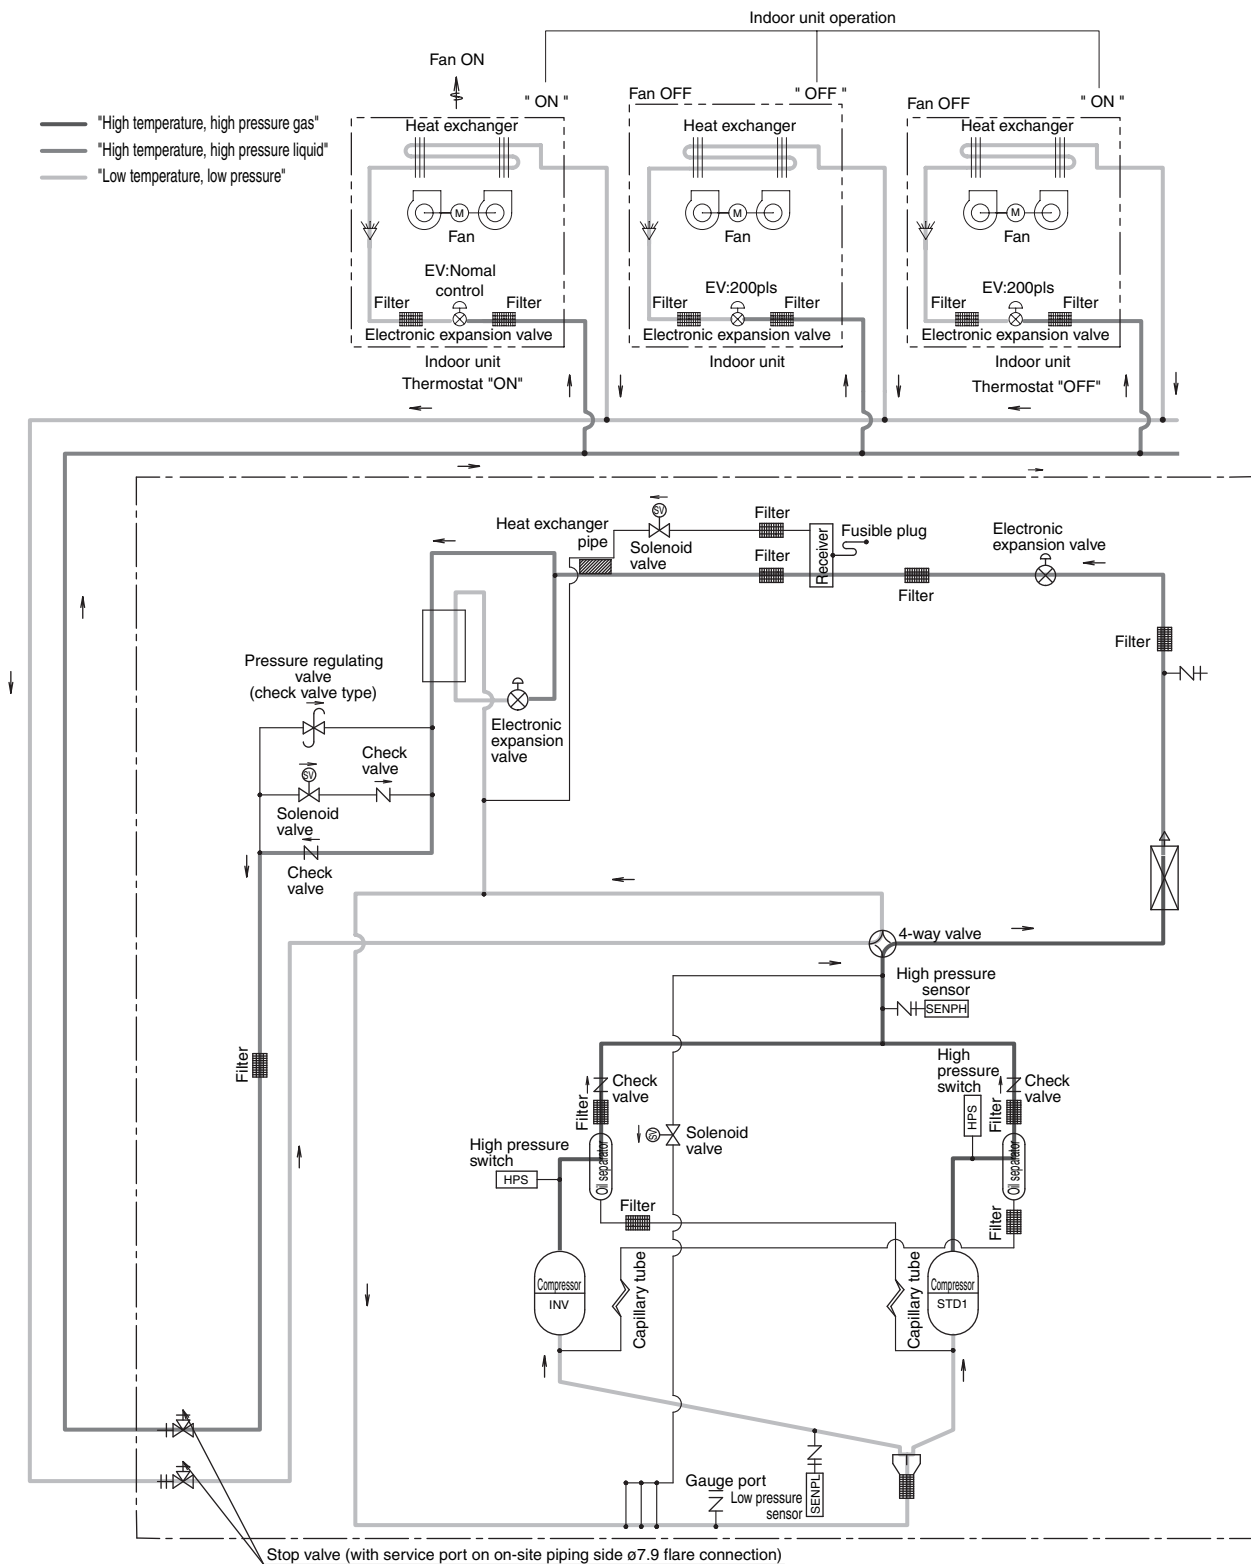 Indoor unit operation
Fan ON
" ON "
Fan OFF
" OFF "
Fan OFF
" ON "
"High temperature, high pressure gas"
"High temperature, high pressure liquid"
"Low temperature, low pressure"
Heat exchanger
Heat exchanger
Heat exchanger
M
M
M
Fan
Fan
Fan
EV:Nomal
control
EV:200pls
EV:200pls
Filter
Filter
Filter
Filter
Filter
Filter
Electronic expansion valve
Electronic expansion valve
Electronic expansion valve
Indoor unit
Indoor unit
Indoor unit
Thermostat "ON"
Thermostat "OFF"
Heat exchanger
pipe
SV
Solenoid
valve
Filter
Filter
Receiver
Fusible plug
Filter
Electronic
expansion valve
Filter
Pressure regulating
valve
(check valve type)
Electronic
expansion
valve
Check
valve
SV
Solenoid
valve
Check
valve
4-way valve
High pressure
sensor
SENPH
High
pressure
switch
HPS
Check
valve
Check
valve
Filter
Filter
Filter
SV
Solenoid
valve
High pressure
switch
HPS
Oil separator
Oil separator
Filter
Filter
Compressor
INV
Capillary tube
Capillary tube
Compressor
STD1
Gauge port
Low pressure
sensor
SENPL
Stop valve (with service port on on-site piping side ø7.9 flare connection)